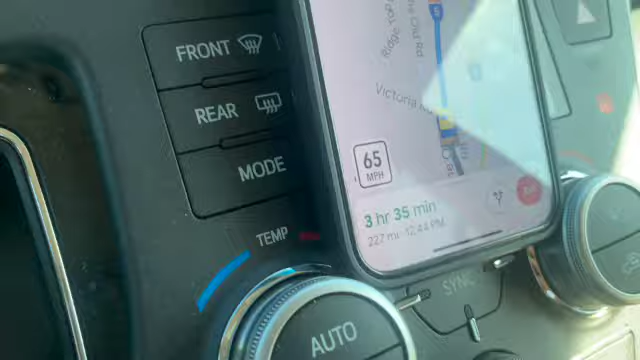 FRONT
REAR
MODE
TEMP
AUTO
SYNC
Victoria
65
MPH
3 hr 35 min
227 mi · 12:44 PM